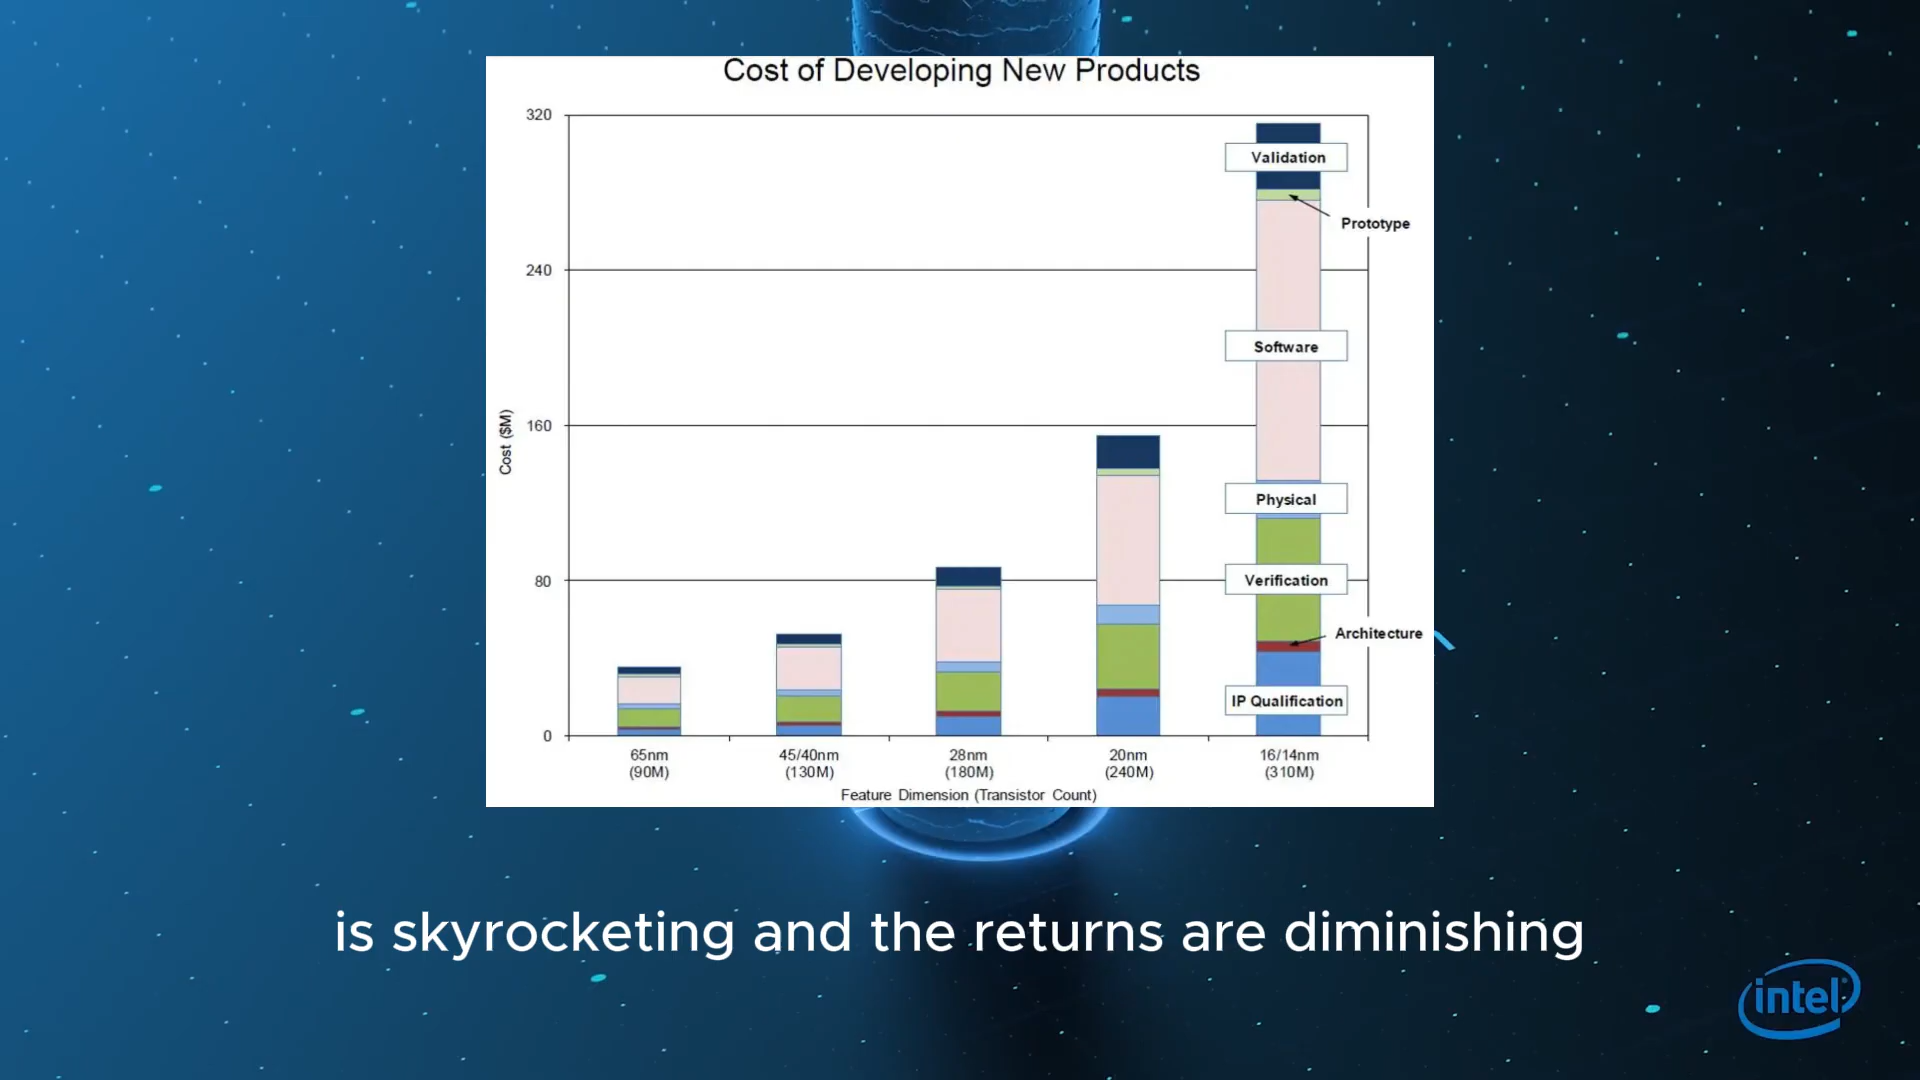 Cost of Developing New Products
320
Validation
Prototype
240
Software
Cost ($M)
160
Physical
80
Verification
Architecture
IP Qualification
0
65nm 45/40nm 28nm 20nm 16/14nm
(90M) (130M) (180M) (240M) (310M)
Feature Dimension (Transistor Count)
is skyrocketing and the returns are diminishing
intel